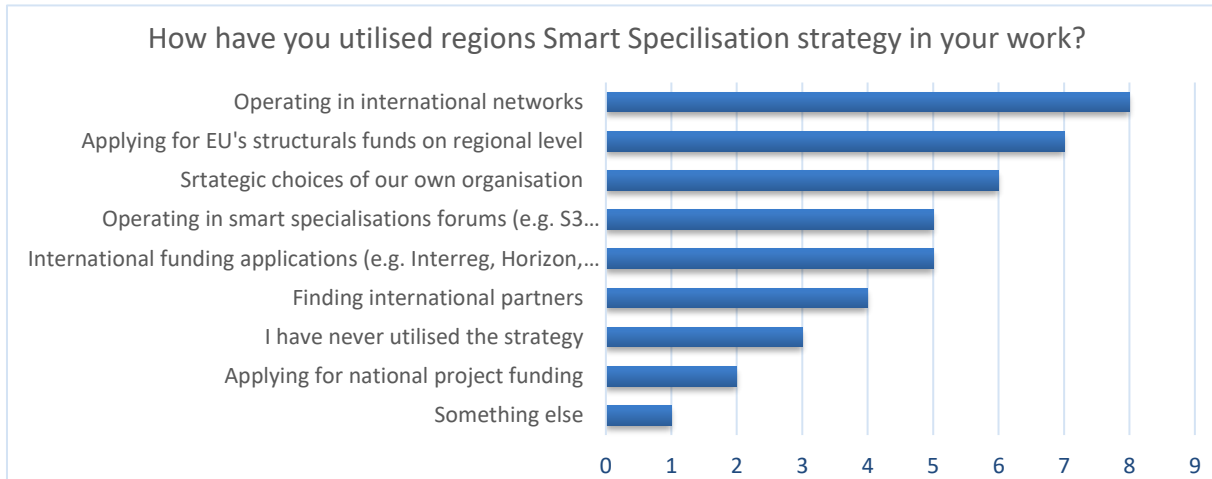 How have you utilised regions Smart Specilisation strategy in your work?
Operating in international networks
Applying for EU's structurals funds on regional level
Srtategic choices of our own organisation
Operating in smart specialisations forums (e.g. S3...
International funding applications (e.g. Interreg, Horizon,...
Finding international partners
I have never utilised the strategy
Applying for national project funding
Something else
0 1 2 3 4 5 6 7 8 9